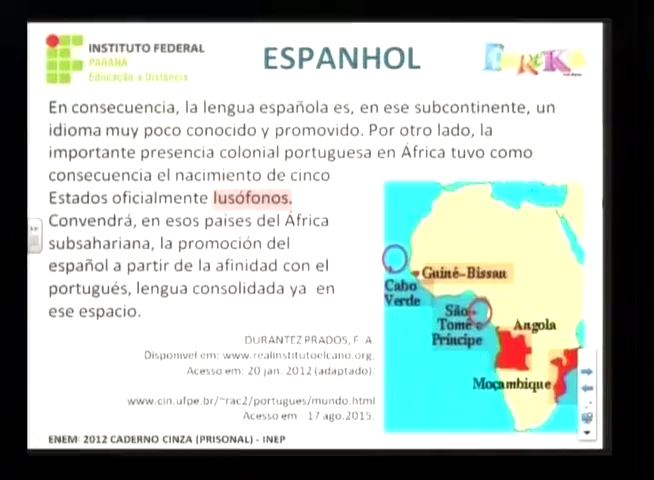 INSTITUTO FEDERAL
PARANÁ
Educação a Distância
ESPANHOL
En consecuencia, la lengua española es, en ese subcontinente, un
idioma muy poco conocido y promovido. Por otro lado, la
importante presencia colonial portuguesa en África tuvo como
consecuencia el nacimiento de cinco
Estados oficialmente lusófonos.
Convendrá, en esos paises del África
subsahariana, la promoción del
español a partir de la afinidad con el
portugués, lengua consolidada ya en
ese espacio.
Guiné-Bissau
Cabo
Verde
São
Tomé e
Príncipe
Angola
Moçambique
DURANTEZ PRADOS, F. A.
Disponivel em: www.realinstitutoelcano.org.
Acesso em: 20 jan. 2012 (adaptado).
www.cin.ufpe.br/~rac2/portugues/mundo.html
Acesso em 17 ago.2015.
ENEM: 2012 CADERNO CINZA (PRISONAL) - INEP